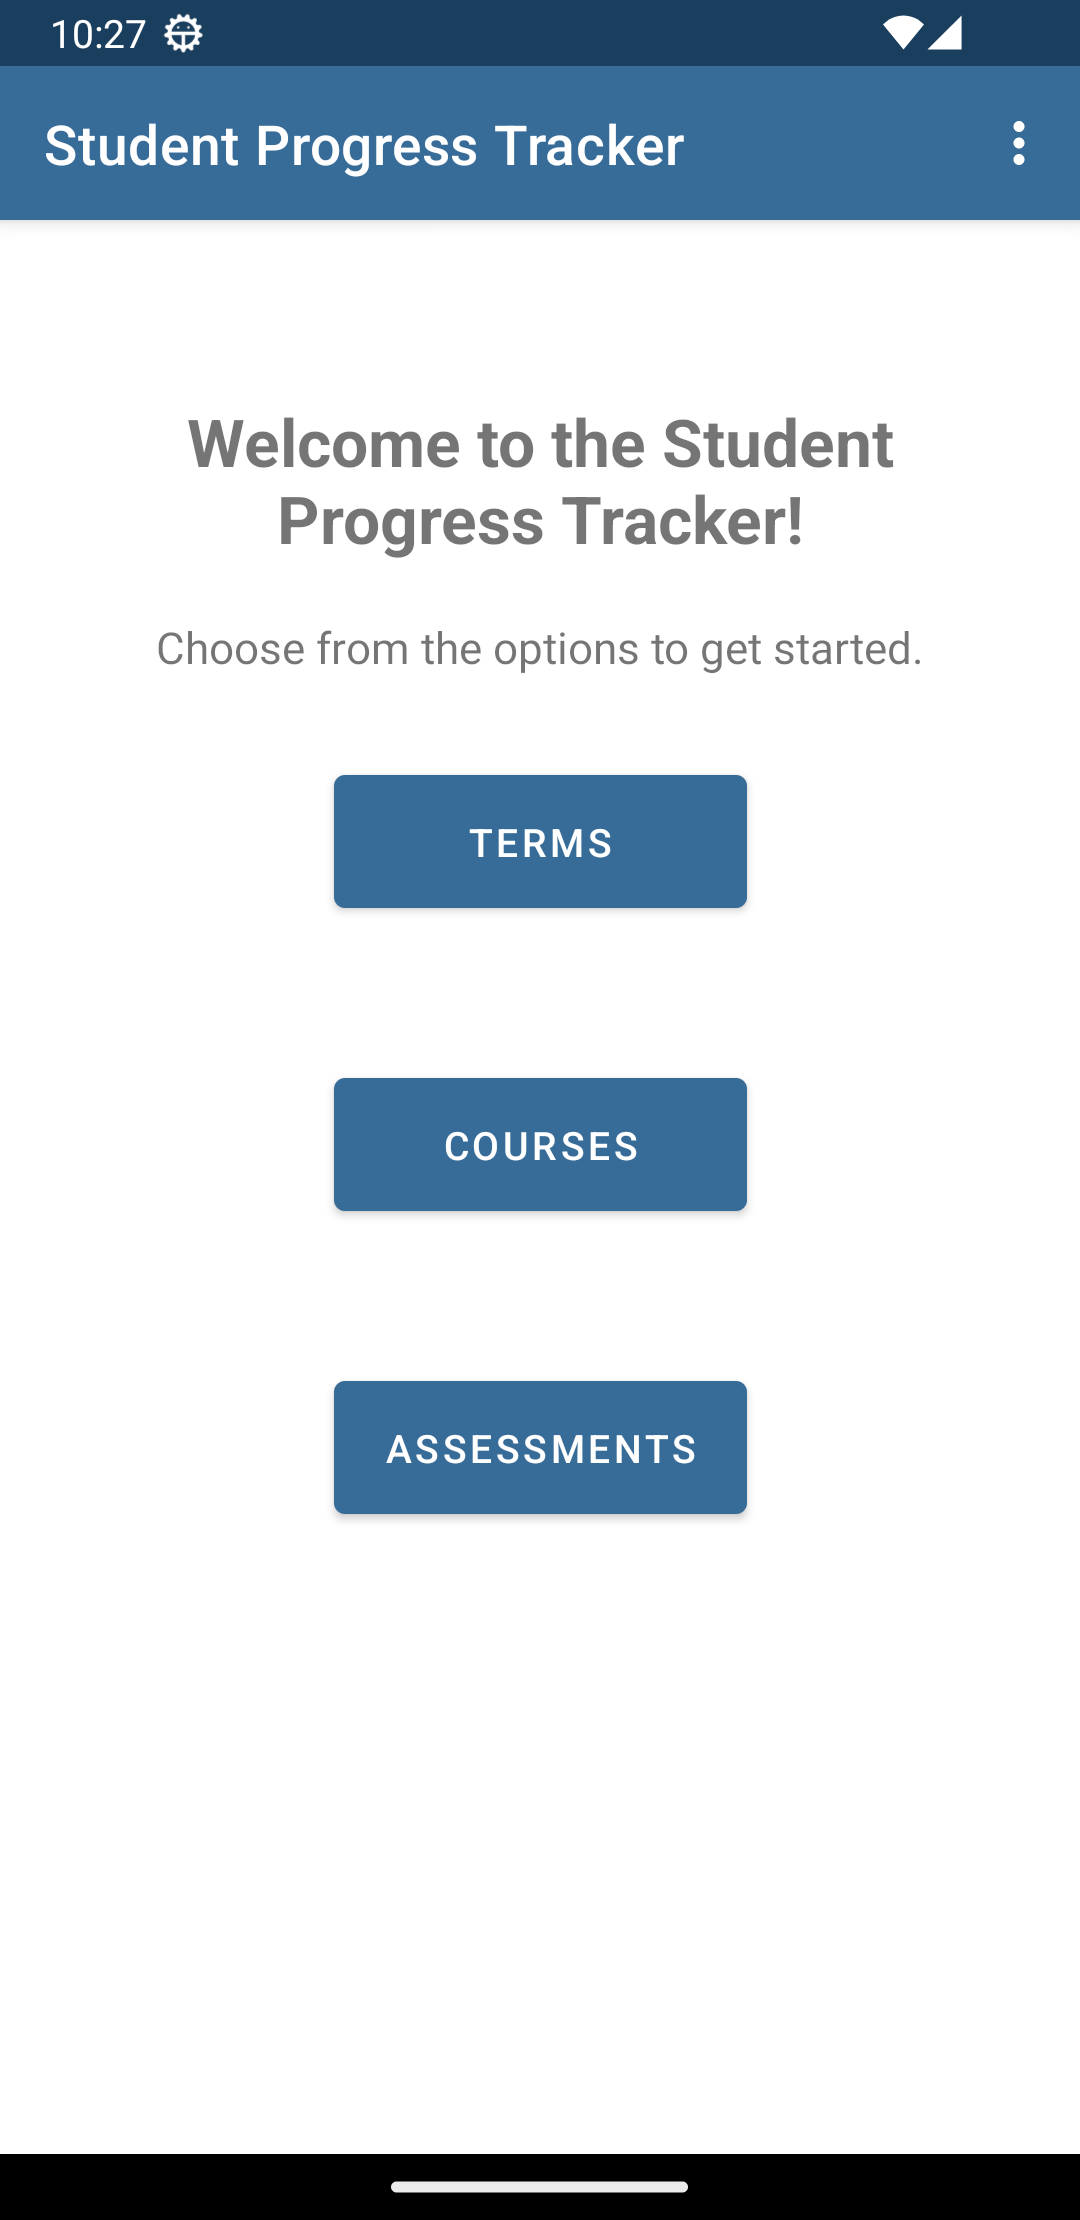 10:27
Student Progress Tracker
Welcome to the Student
Progress Tracker!
Choose from the options to get started.
TERMS
COURSES
ASSESSMENTS